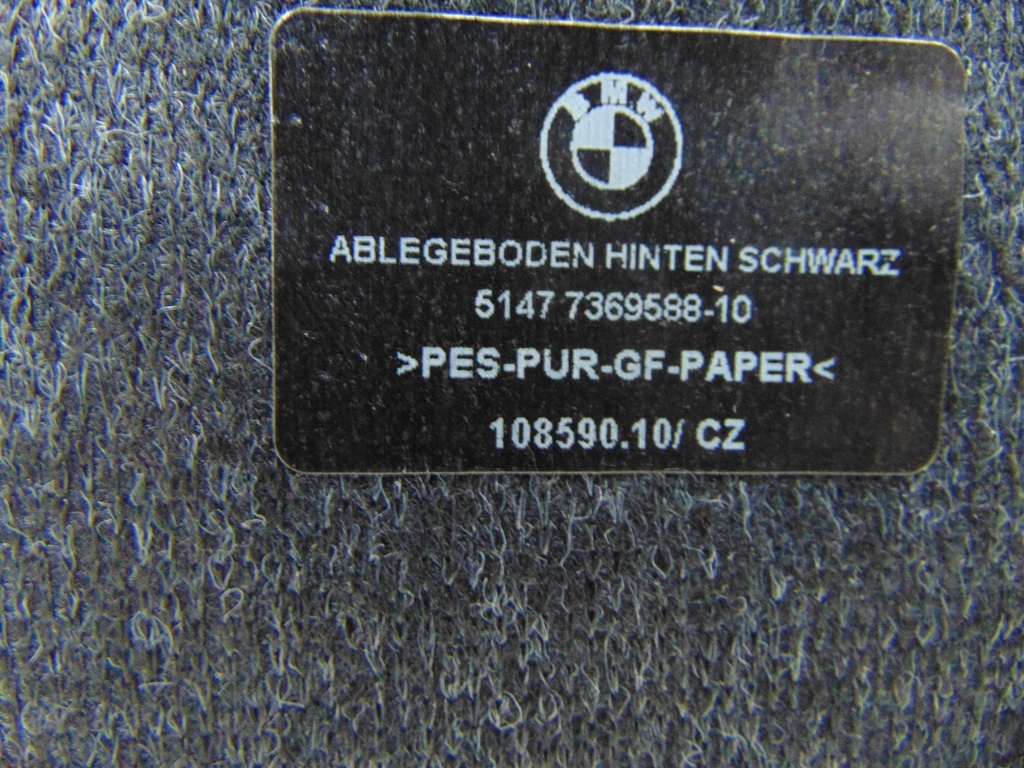 BMW
ABLEGEBODEN HINTEN SCHWARZ
5147 7369588-10
>PES-PUR-GF-PAPER<
108590.10/ CZ